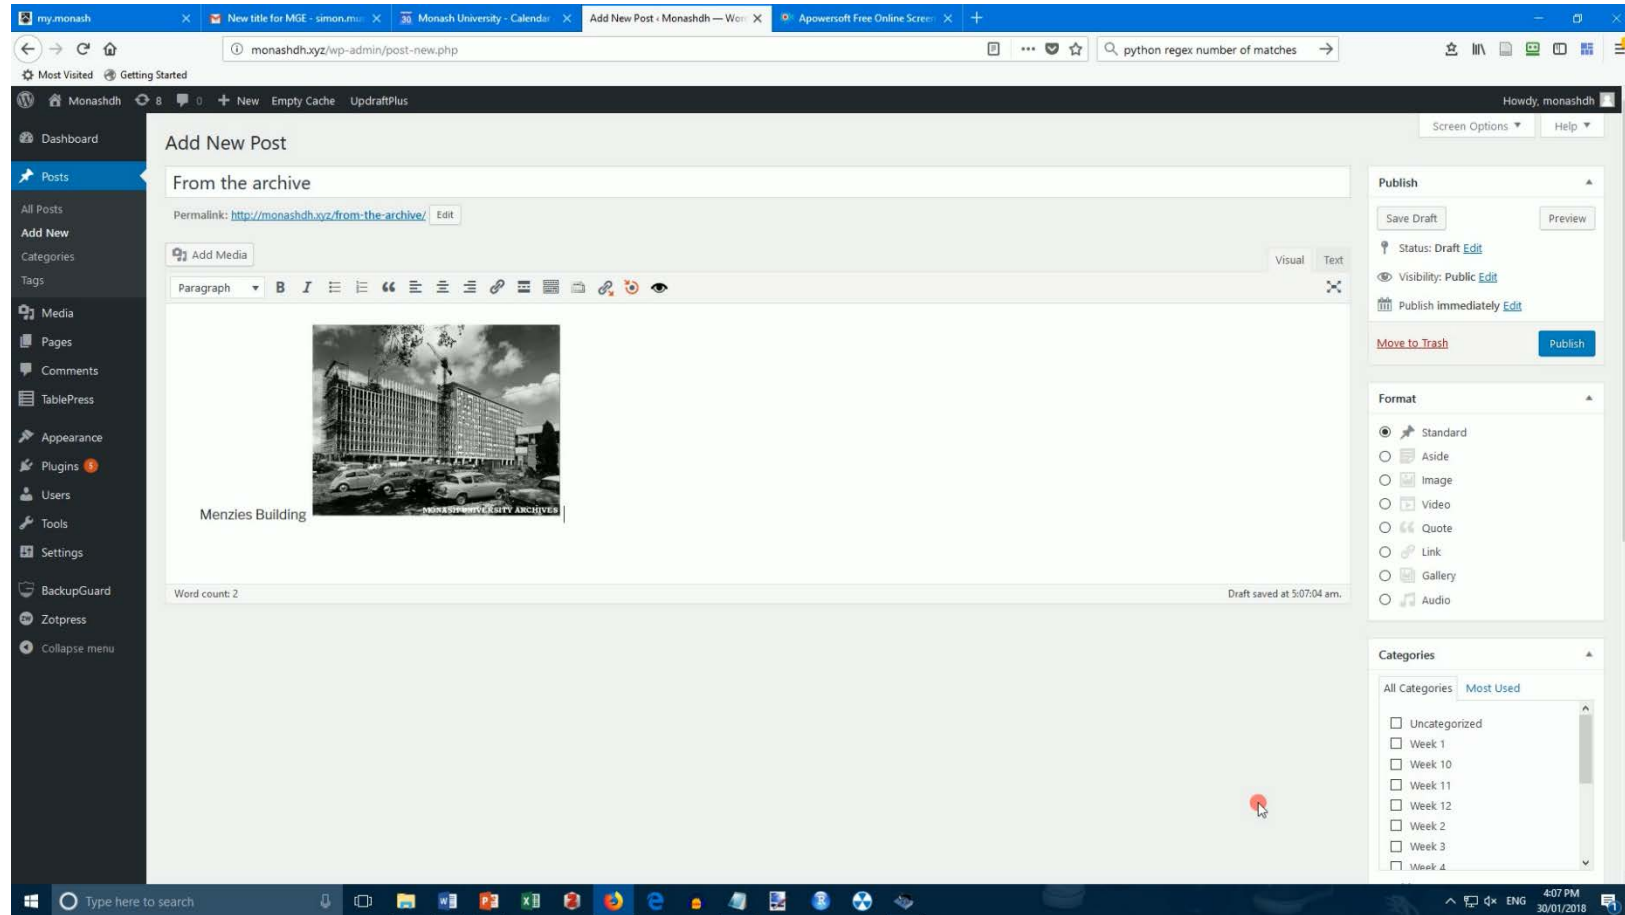 my.monash
New title for MGE - simon.mu
Monash University - Calendar
Add New Post ‹ Monashdh — Wor
Apowersoft Free Online Screen
monashdh.xyz/wp-admin/post-new.php
python regex number of matches
Most Visited
Getting Started
Monashdh
8
0
New
Empty Cache
UpdraftPlus
Howdy, monashdh
Dashboard
Posts
All Posts
Add New
Categories
Tags
Media
Pages
Comments
TablePress
Appearance
Plugins 5
Users
Tools
Settings
BackupGuard
Zotpress
Collapse menu
Add New Post
Screen Options
Help
From the archive
Permalink: http://monashdh.xyz/from-the-archive/ Edit
Add Media
Visual
Text
Paragraph
B I
Menzies Building
MONASH UNIVERSITY ARCHIVES
Word count: 2
Draft saved at 5:07:04 am.
Publish
Save Draft
Preview
Status: Draft Edit
Visibility: Public Edit
Publish immediately Edit
Move to Trash
Publish
Format
Standard
Aside
Image
Video
Quote
Link
Gallery
Audio
Categories
All Categories
Most Used
Uncategorized
Week 1
Week 10
Week 11
Week 12
Week 2
Week 3
Week 4
Type here to search
ENG
4:07 PM
30/01/2018